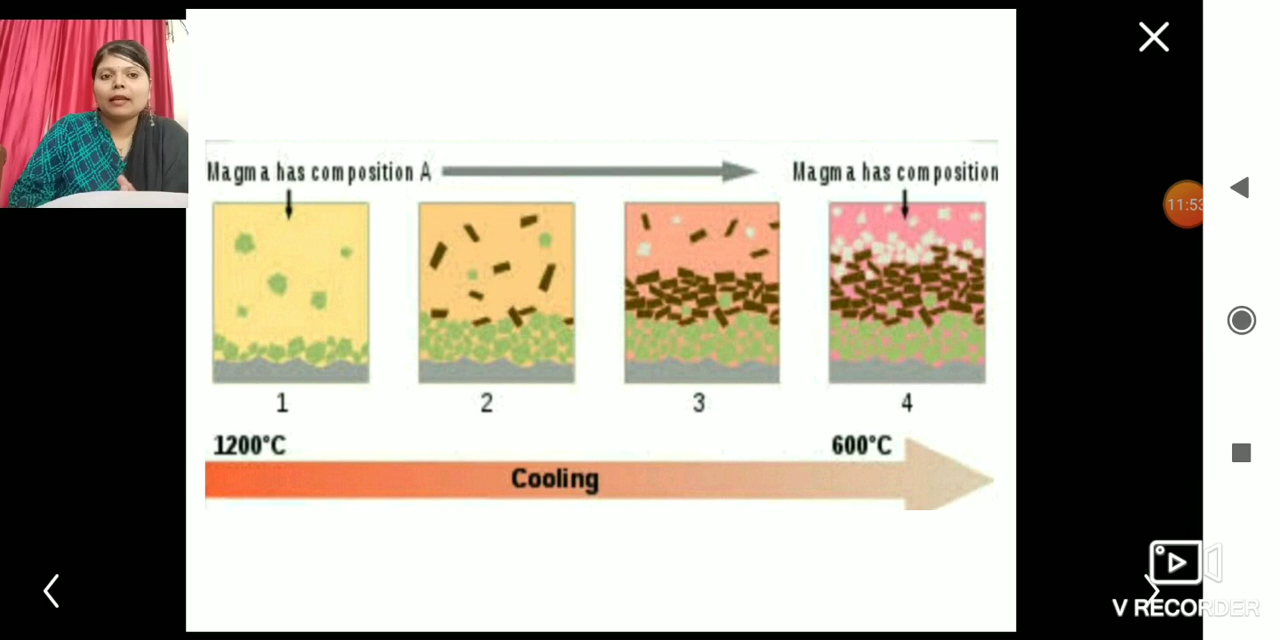 Magma has composition A
Magma has composition
1
2
3
4
1200°C
600°C
Cooling
11:53
V RECORDER